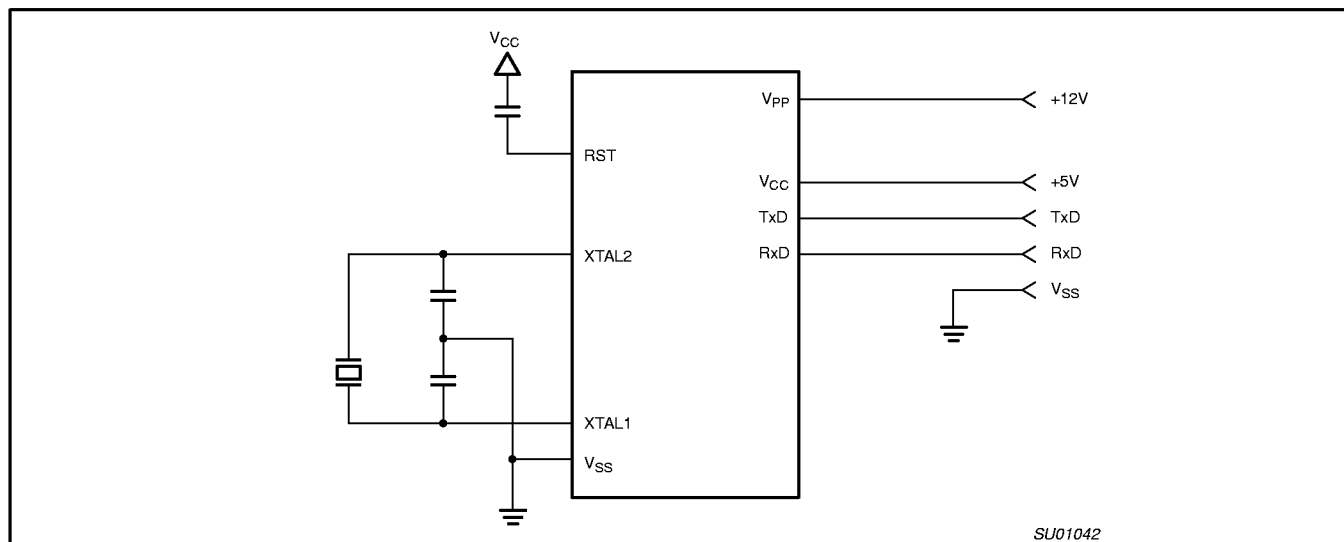 VCC
VPP
+12V
RST
VCC
+5V
TxD
TxD
XTAL2
RxD
RxD
VSS
XTAL1
VSS
SU01042